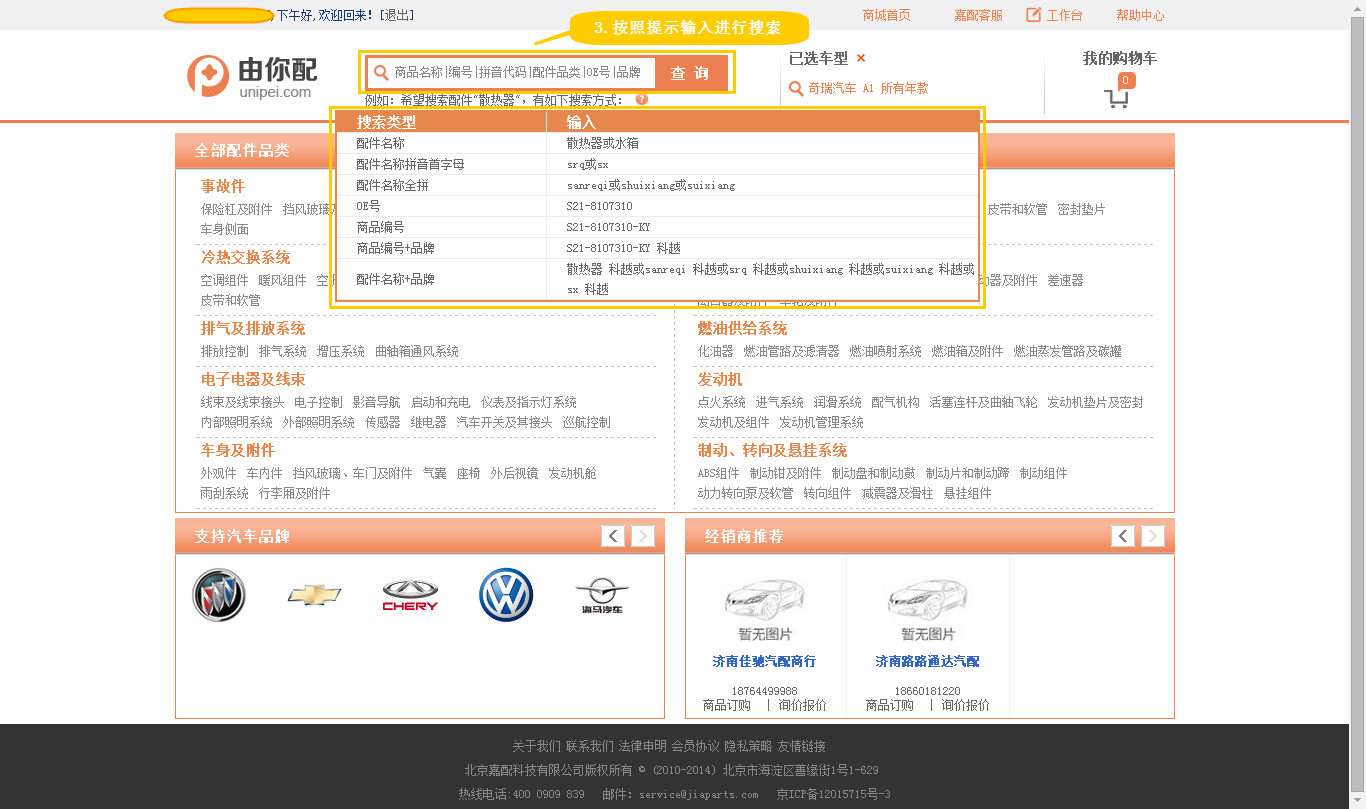 下午好,欢迎回来! [退出]
商城首页 嘉配客服 工作台 帮助中心
3.按照提示输入进行搜索
由你配
unipei.com
商品名称|编号|拼音代码|配件品类|OE号|品牌
查 询
例如: 希望搜索配件"散热器", 有如下搜索方式: ?
已选车型 ×
奇瑞汽车 A1 所有年款
我的购物车
0
搜索类型 输入
配件名称 散热器或水箱
配件名称拼音首字母 srq或sx
配件名称全拼 sanreqi或shuixiang或suixiang
OE号 S21-8107310
商品编号 S21-8107310-KY
商品编号+品牌 S21-8107310-KY 科越
配件名称+品牌 散热器 科越或sanreqi 科越或srq 科越或shuixiang 科越或suixiang 科越或
sx 科越
全部配件品类
事故件
保险杠及附件 挡风玻璃
车身侧面
皮带和软管 密封垫片
冷热交换系统
空调组件 暖风组件
皮带和软管
动器及附件 差速器
排气及排放系统
排放控制 排气系统 增压系统 曲轴箱通风系统
燃油供给系统
化油器 燃油管路及滤清器 燃油喷射系统 燃油箱及附件 燃油蒸发管路及碳罐
电子电器及线束
线束及线束接头 电子控制 影音导航 启动和充电 仪表及指示灯系统
内部照明系统 外部照明系统 传感器 继电器 汽车开关及其接头 巡航控制
发动机
点火系统 进气系统 润滑系统 配气机构 活塞连杆及曲轴飞轮 发动机垫片及密封
发动机及组件 发动机管理系统
车身及附件
外观件 车内件 挡风玻璃、车门及附件 气囊 座椅 外后视镜 发动机舱
雨刮系统 行李厢及附件
制动、转向及悬挂系统
ABS组件 制动钳及附件 制动盘和制动鼓 制动片和制动蹄 制动组件
动力转向泵及软管 转向组件 减震器及滑柱 悬挂组件
支持汽车品牌
CHERY
海马汽车
经销商推荐
暂无图片 暂无图片
济南佳驰汽配商行 济南路路通达汽配
18764499988 18660181220
商品订购 | 询价报价 商品订购 | 询价报价
关于我们 联系我们 法律申明 会员协议 隐私策略 友情链接
北京嘉配科技有限公司版权所有 © (2010-2014) 北京市海淀区善缘街1号1-629
热线电话:400 0909 839 邮件: service@jiaparts.com 京ICP备12015715号-3